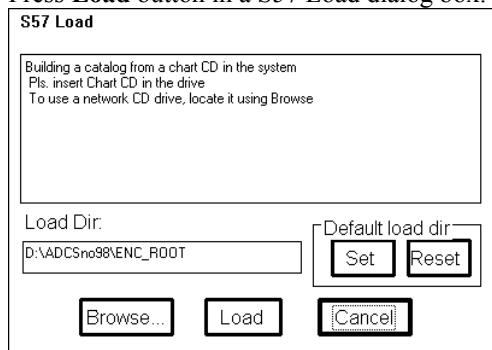 Press Load button in a S57 Load dialog box.
S57 Load
Building a catalog from a chart CD in the system
Pls. insert Chart CD in the drive
To use a network CD drive, locate it using Browse
Load Dir:
Default load dir
D:\ADCSno98\ENC_ROOT
Set
Reset
Browse...
Load
Cancel